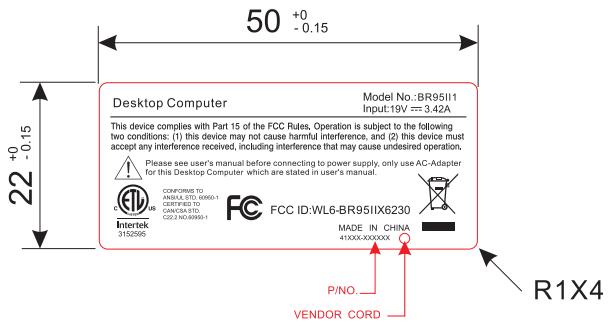 50 +0 - 0.15
22 +0 - 0.15
Desktop Computer
Model No.:BR95II1
Input:19V ⎓ 3.42A
This device complies with Part 15 of the FCC Rules. Operation is subject to the following
two conditions: (1) this device may not cause harmful interference, and (2) this device must
accept any interference received, including interference that may cause undesired operation.
Please see user's manual before connecting to power supply, only use AC-Adapter
for this Desktop Computer which are stated in user's manual.
C ETL US
Intertek
3152595
CONFORMS TO
ANSI/UL STD. 60950-1
CERTIFIED TO
CAN/CSA STD.
C22.2 NO.60950-1
FC
FCC ID:WL6-BR95IIX6230
MADE IN CHINA
41XXX-XXXXXX
P/NO.
VENDOR CORD
R1X4